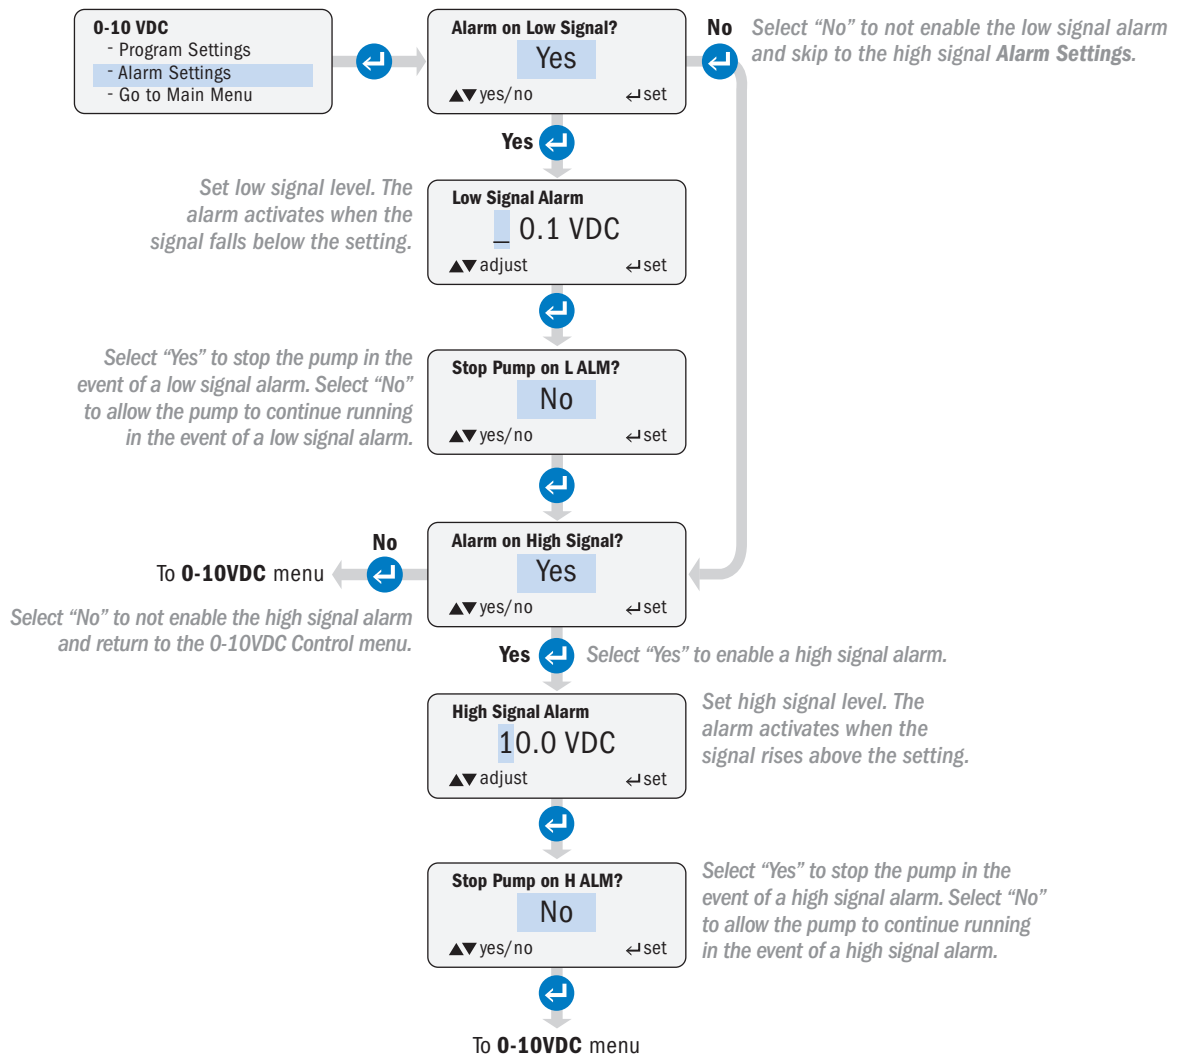 0-10 VDC
- Program Settings
- Alarm Settings
- Go to Main Menu
Alarm on Low Signal?
Yes
▲▼ yes/no ↵ set
No
Select “No” to not enable the low signal alarm
and skip to the high signal Alarm Settings.
Yes
Set low signal level. The
alarm activates when the
signal falls below the setting.
Low Signal Alarm
_ 0.1 VDC
▲▼ adjust ↵ set
Select “Yes” to stop the pump in the
event of a low signal alarm. Select “No”
to allow the pump to continue running
in the event of a low signal alarm.
Stop Pump on L ALM?
No
▲▼ yes/no ↵ set
Alarm on High Signal?
Yes
▲▼ yes/no ↵ set
No
To 0-10VDC menu
Select “No” to not enable the high signal alarm
and return to the 0-10VDC Control menu.
Yes
Select “Yes” to enable a high signal alarm.
High Signal Alarm
10.0 VDC
▲▼ adjust ↵ set
Set high signal level. The
alarm activates when the
signal rises above the setting.
Stop Pump on H ALM?
No
▲▼ yes/no ↵ set
Select “Yes” to stop the pump in the
event of a high signal alarm. Select “No”
to allow the pump to continue running
in the event of a high signal alarm.
To 0-10VDC menu